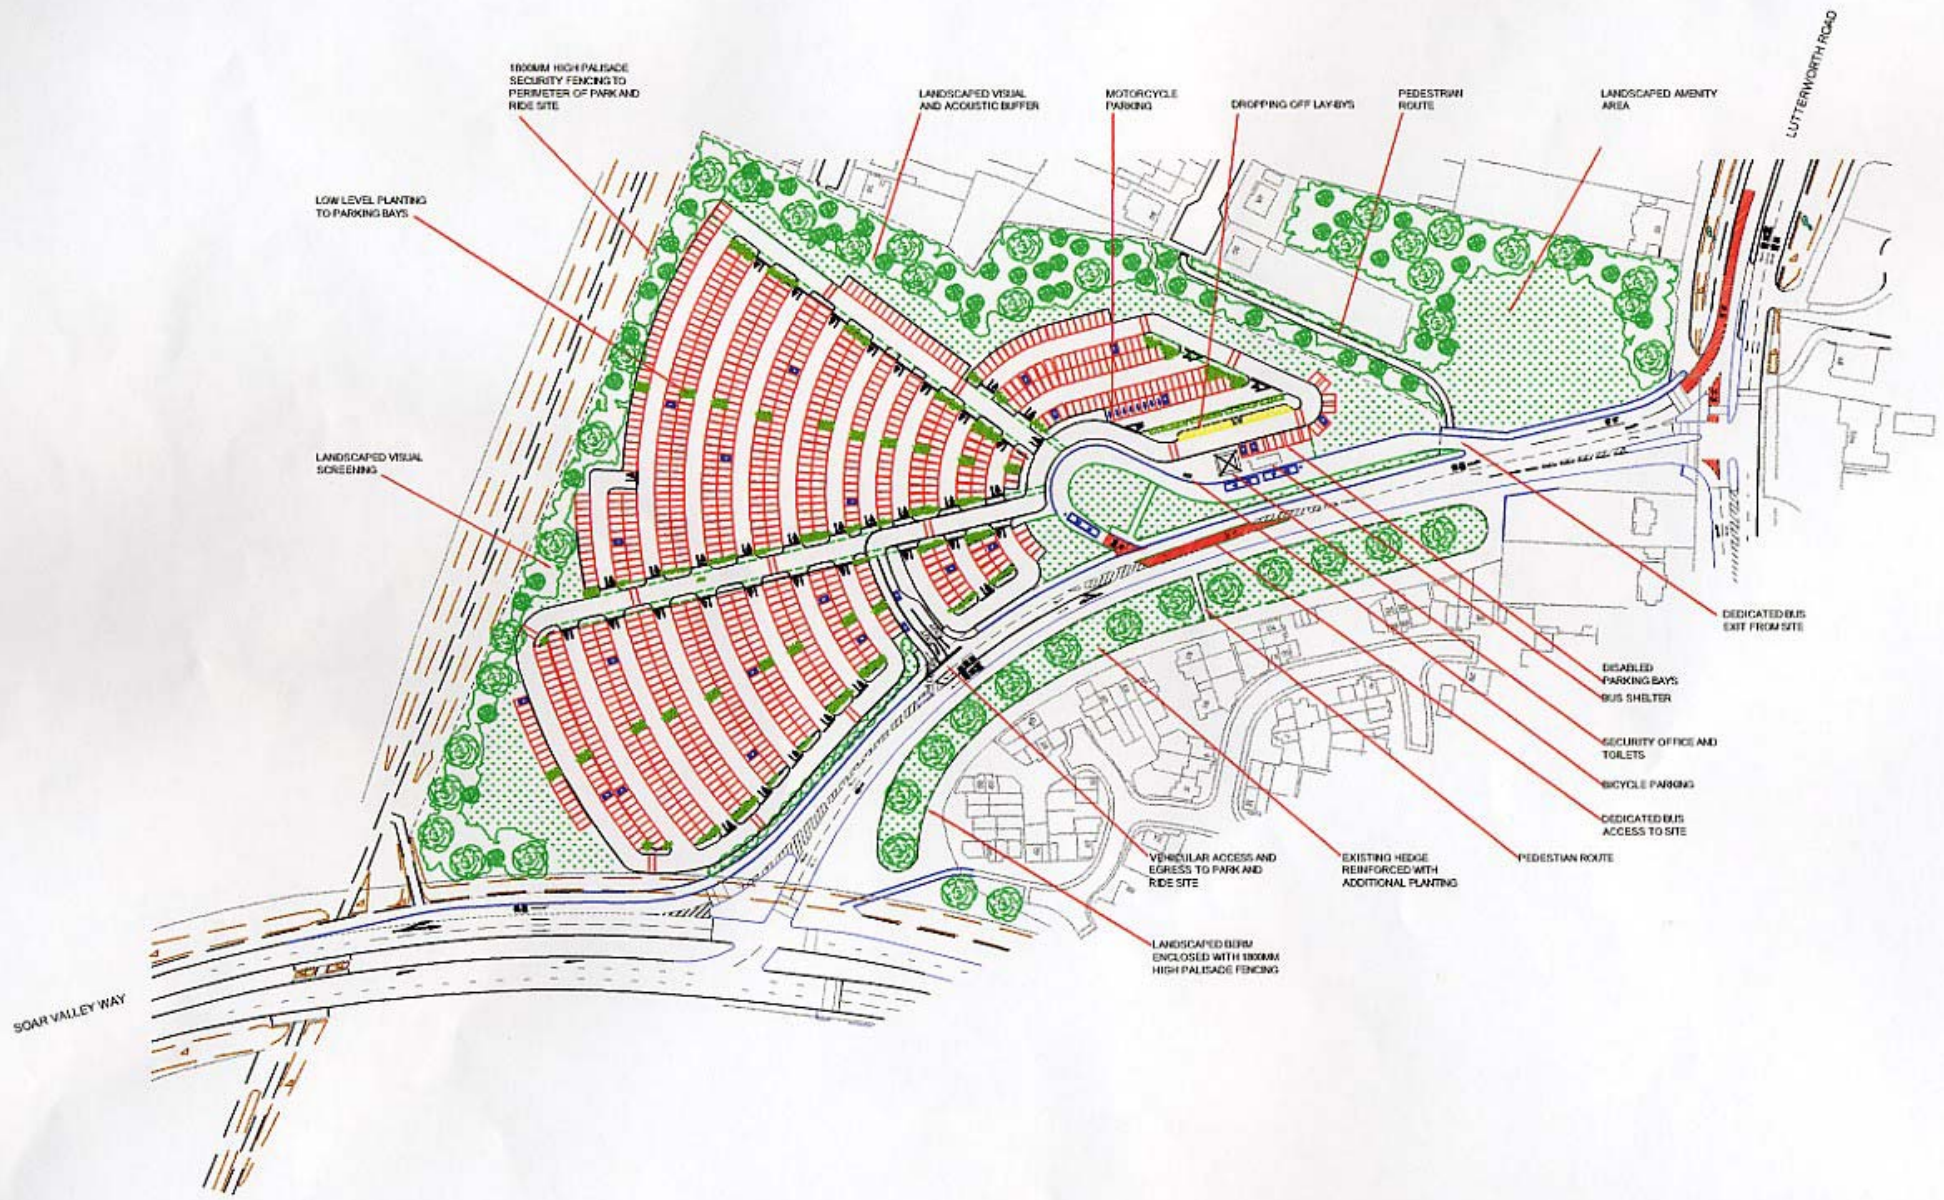 LUTTERWORTH ROAD
1800MM HIGH PALISADE
SECURITY FENCING TO
PERIMETER OF PARK AND
RIDE SITE
LANDSCAPED VISUAL
AND ACOUSTIC BUFFER
MOTORCYCLE
PARKING
DROPPING OFF LAY-BYS
PEDESTRIAN
ROUTE
LANDSCAPED AMENITY
AREA
LOW LEVEL PLANTING
TO PARKING BAYS
LANDSCAPED VISUAL
SCREENING
DEDICATED BUS
EXIT FROM SITE
DISABLED
PARKING BAYS
BUS SHELTER
SECURITY OFFICE AND
TOILETS
BICYCLE PARKING
DEDICATED BUS
ACCESS TO SITE
VEHICULAR ACCESS AND
EGRESS TO PARK AND
RIDE SITE
EXISTING HEDGE
REINFORCED WITH
ADDITIONAL PLANTING
PEDESTIAN ROUTE
LANDSCAPED BERM
ENCLOSED WITH 1800MM
HIGH PALISADE FENCING
SOAR VALLEY WAY